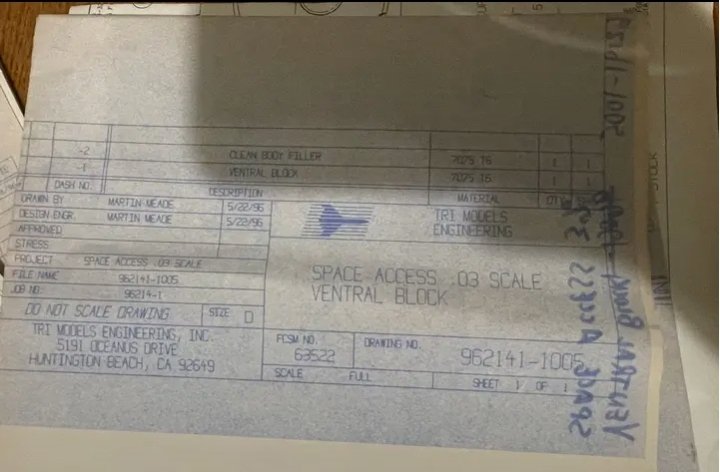 -2 CLEAN BODY FILLER 7075 T6 1 1
-1 VENTRAL BLOCK 7075 T6 1 1
DASH NO. DESCRIPTION MATERIAL
DRAWN BY MARTIN MEADE 5/22/96
DESIGN ENGR. MARTIN MEADE 5/22/96
APPROVED
STRESS
PROJECT SPACE ACCESS .03 SCALE
FILE NAME 962141-1005
JOB NO. 96214-1
DO NOT SCALE DRAWING SIZE D
TRI MODELS ENGINEERING, INC.
5191 OCEANUS DRIVE
HUNTINGTON BEACH, CA 92649
TRI MODELS
ENGINEERING
SPACE ACCESS .03 SCALE
VENTRAL BLOCK
FCSM NO. 63522
DRAWING NO. 962141-1005
SCALE FULL
SHEET 1 OF 1
SPACE ACCESS
VENTRAL BLOCK